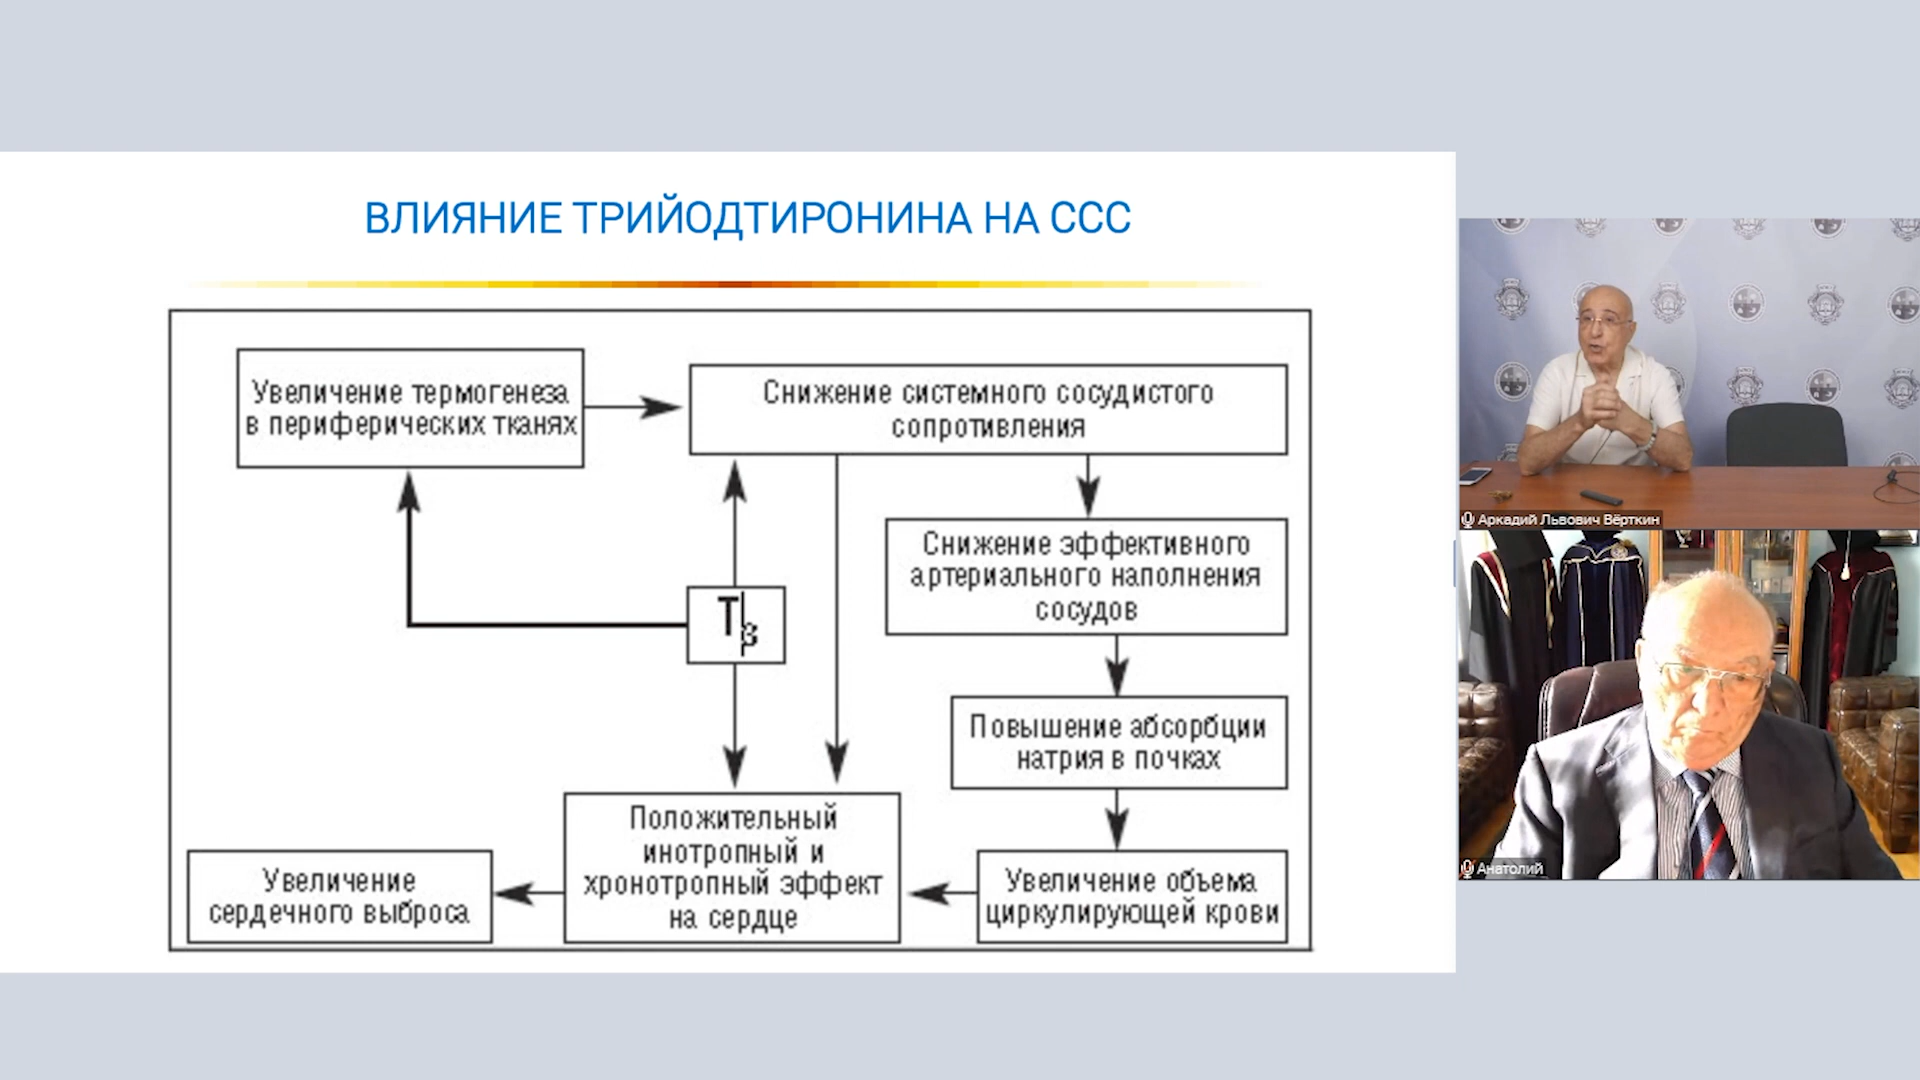 ВЛИЯНИЕ ТРИЙОДТИРОНИНА НА ССС
Увеличение термогенеза
в периферических тканях
Снижение системного сосудистого
сопротивления
Снижение эффективного
артериального наполнения
сосудов
T3
Повышение абсорбции
натрия в почках
Положительный
инотропный и
хронотропный эффект
на сердце
Увеличение
сердечного выброса
Увеличение объема
циркулирующей крови
Аркадий Львович Вёрткин
Анатолий